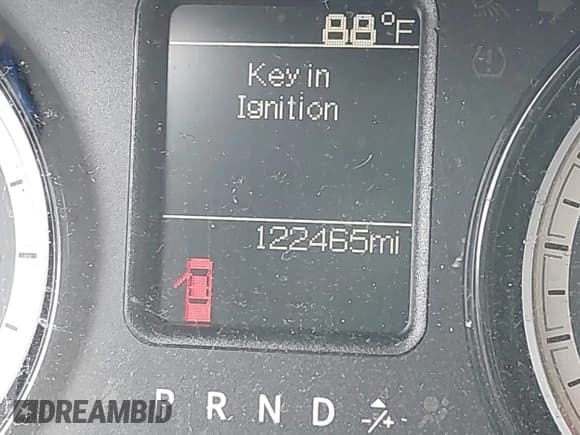 88°F
Key in
Ignition
122465mi
P R N D -/+
DREAMBID